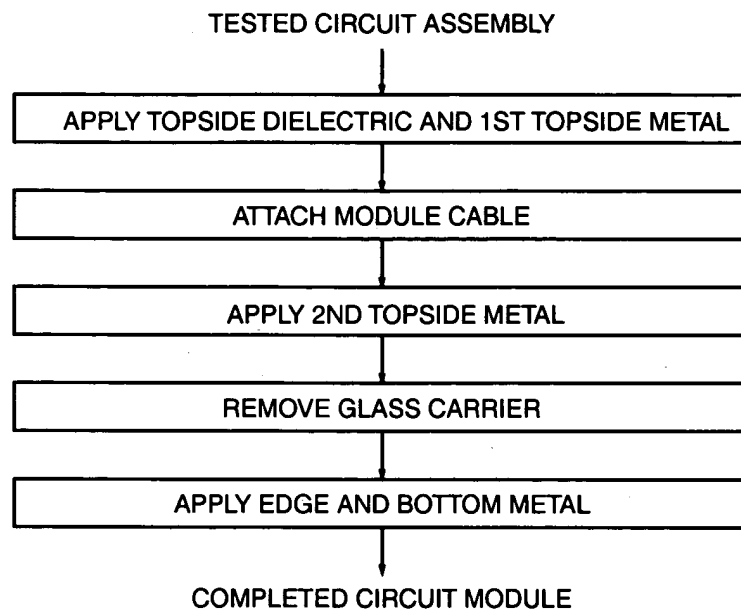 TESTED CIRCUIT ASSEMBLY
APPLY TOPSIDE DIELECTRIC AND 1ST TOPSIDE METAL
ATTACH MODULE CABLE
APPLY 2ND TOPSIDE METAL
REMOVE GLASS CARRIER
APPLY EDGE AND BOTTOM METAL
COMPLETED CIRCUIT MODULE